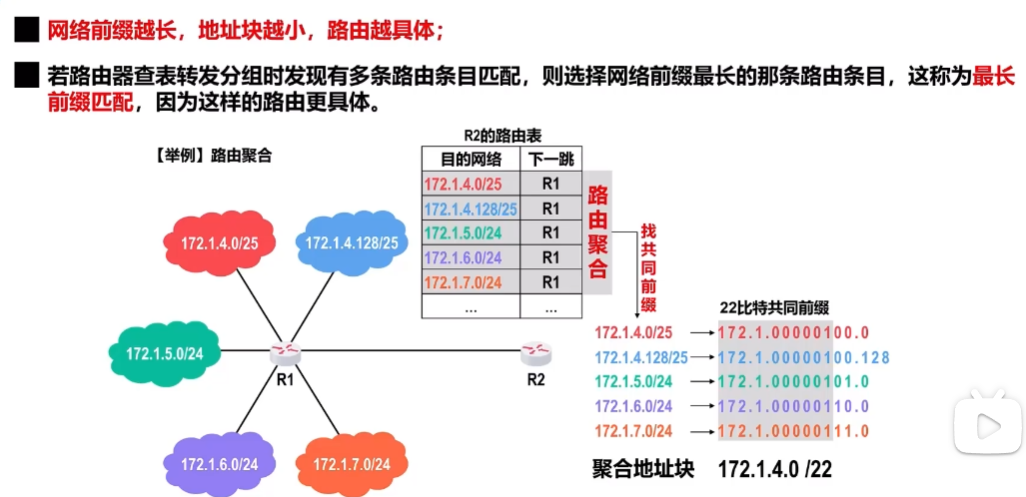 网络前缀越长，地址块越小，路由越具体；
若路由器查表转发分组时发现有多条路由条目匹配，则选择网络前缀最长的那条路由条目，这称为最长
前缀匹配，因为这样的路由更具体。
【举例】路由聚合
R2的路由表
目的网络 下一跳
172.1.4.0/25 R1
172.1.4.128/25 R1
172.1.5.0/24 R1
172.1.6.0/24 R1
172.1.7.0/24 R1
... ...
路由聚合
找共同前缀
172.1.4.0/25
172.1.4.128/25
172.1.5.0/24
R1
R2
172.1.6.0/24
172.1.7.0/24
22比特共同前缀
172.1.4.0/25 172.1.00000100.0
172.1.4.128/25 172.1.00000100.128
172.1.5.0/24 172.1.00000101.0
172.1.6.0/24 172.1.00000110.0
172.1.7.0/24 172.1.00000111.0
聚合地址块 172.1.4.0 /22